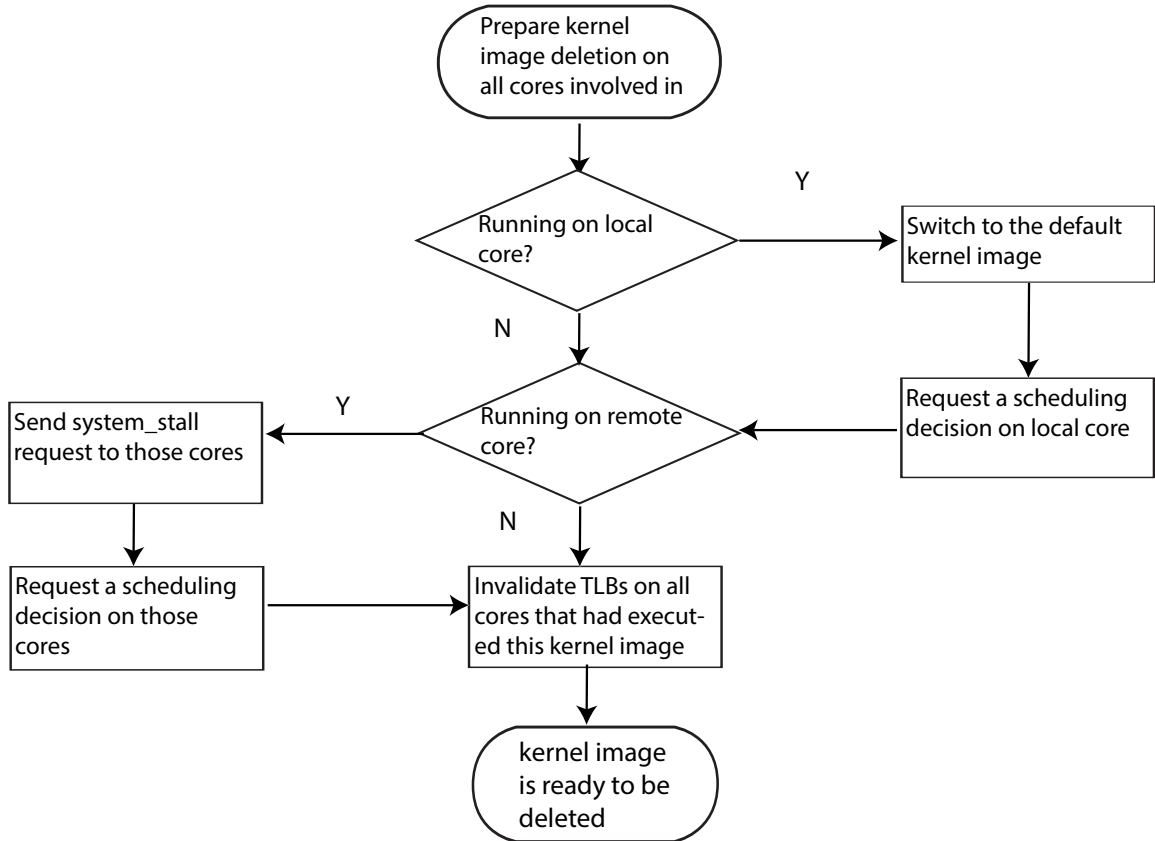 Prepare kernel
image deletion on
all cores involved in
Y
Running on local
core?
Switch to the default
kernel image
N
Request a scheduling
decision on local core
Y
Running on remote
core?
Send system_stall
request to those cores
N
Request a scheduling
decision on those
cores
Invalidate TLBs on all
cores that had execut-
ed this kernel image
kernel image
is ready to be
deleted